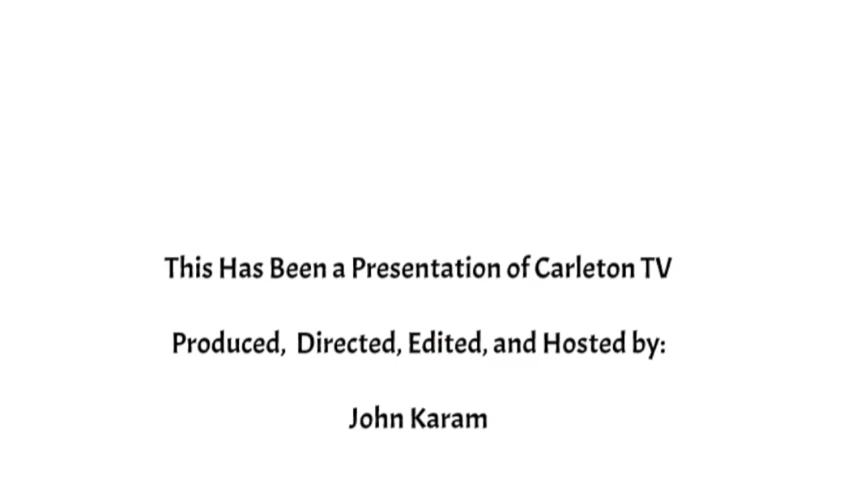 This Has Been a Presentation of Carleton TV
Produced, Directed, Edited, and Hosted by:
John Karam